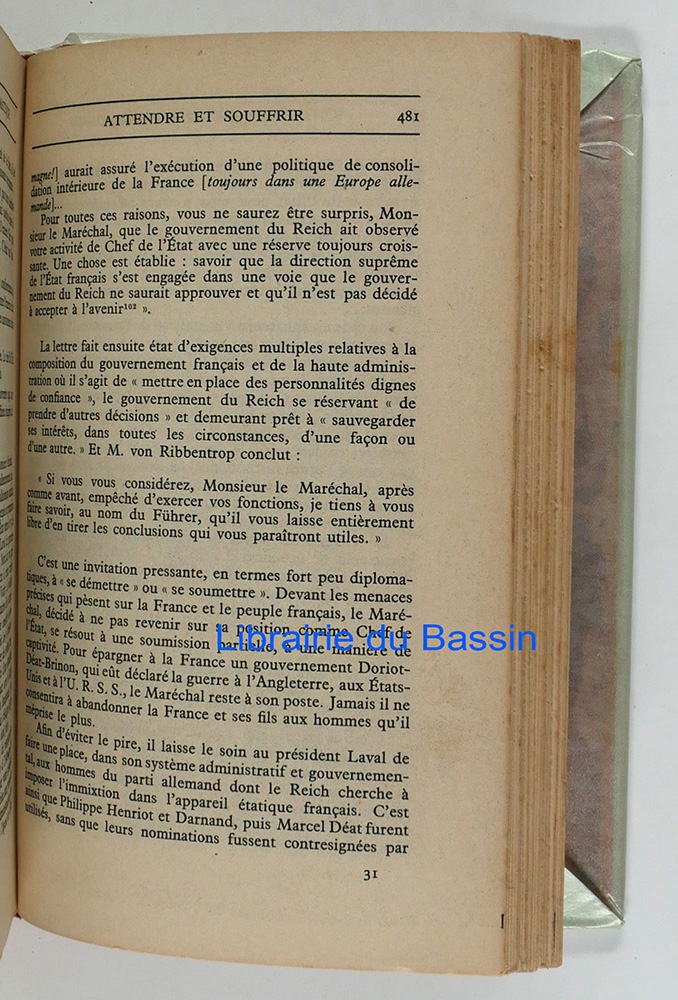 ATTENDRE ET SOUFFRIR 481
magne!] aurait assuré l'exécution d'une politique de consoli-
dation intérieure de la France [toujours dans une Europe alle-
mande]...
Pour toutes ces raisons, vous ne saurez être surpris, Mon-
sieur le Maréchal, que le gouvernement du Reich ait observé
votre activité de Chef de l'État avec une réserve toujours crois-
sante. Une chose est établie : savoir que la direction suprême
de l'État français s'est engagée dans une voie que le gouver-
nement du Reich ne saurait approuver et qu'il n'est pas décidé
à accepter à l'avenir¹⁰² ».
La lettre fait ensuite état d'exigences multiples relatives à la
composition du gouvernement français et de la haute adminis-
tration où il s'agit de « mettre en place des personnalités dignes
de confiance », le gouvernement du Reich se réservant « de
prendre d'autres décisions » et demeurant prêt à « sauvegarder
ses intérêts, dans toutes les circonstances, d'une façon ou
d'une autre. » Et M. von Ribbentrop conclut :
« Si vous vous considérez, Monsieur le Maréchal, après
comme avant, empêché d'exercer vos fonctions, je tiens à vous
faire savoir, au nom du Führer, qu'il vous laisse entièrement
libre d'en tirer les conclusions qui vous paraîtront utiles. »
C'est une invitation pressante, en termes fort peu diploma-
tiques, à « se démettre » ou « se soumettre ». Devant les menaces
précises qui pèsent sur la France et le peuple français, le Maré-
chal, décidé à ne pas revenir sur sa position comme Chef de
l'État, se résout à une soumission partielle, à une manière de
captivité. Pour épargner à la France un gouvernement Doriot-
Déat-Brinon, qui eût déclaré la guerre à l'Angleterre, aux États-
Unis et à l'U. R. S. S., le Maréchal reste à son poste. Jamais il ne
consentira à abandonner la France et ses fils aux hommes qu'il
méprise le plus.
Afin d'éviter le pire, il laisse le soin au président Laval de
faire une place, dans son système administratif et gouvernemen-
tal, aux hommes du parti allemand dont le Reich cherche à
imposer l'immixtion dans l'appareil étatique français. C'est
ainsi que Philippe Henriot et Darnand, puis Marcel Déat furent
utilisés, sans que leurs nominations fussent contresignées par
31
Librairie du Bassin